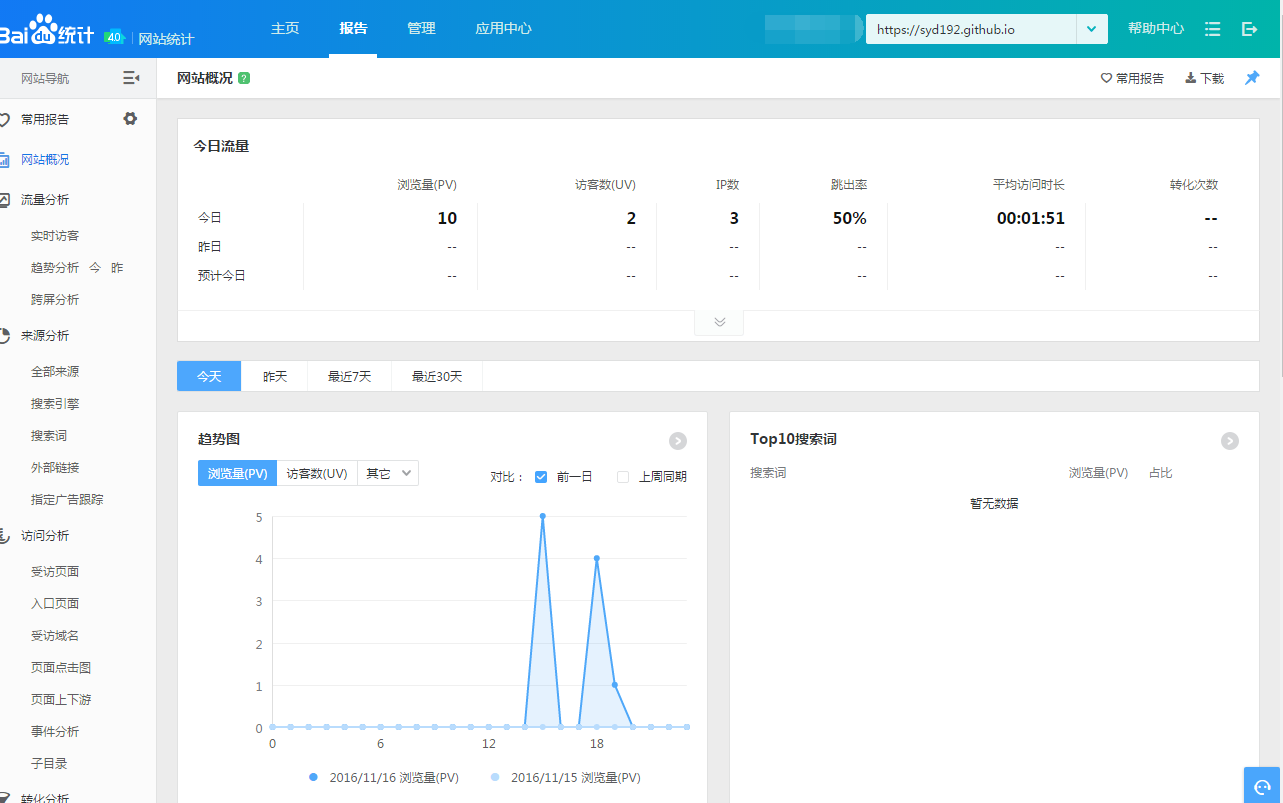 Bai du 统计 4.0 网站统计 主页 报告 管理 应用中心 https://syd192.github.io 帮助中心
网站导航
网站概况 ? 常用报告 下载
常用报告
网站概况
流量分析
实时访客
趋势分析 今 昨
跨屏分析
来源分析
全部来源
搜索引擎
搜索词
外部链接
指定广告跟踪
访问分析
受访页面
入口页面
受访域名
页面点击图
页面上下游
事件分析
子目录
转化分析
今日流量
浏览量(PV) 访客数(UV) IP数 跳出率 平均访问时长 转化次数
今日 10 2 3 50% 00:01:51 --
昨日 -- -- -- -- -- --
预计今日 -- -- -- -- -- --
今天 昨天 最近7天 最近30天
趋势图
浏览量(PV) 访客数(UV) 其它 对比： 前一日 上周同期
5
4
3
2
1
0
0 6 12 18
2016/11/16 浏览量(PV) 2016/11/15 浏览量(PV)
Top10搜索词
搜索词 浏览量(PV) 占比
暂无数据